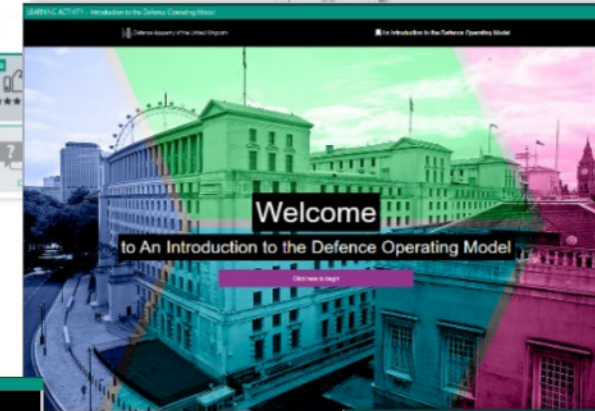 LEARNING ACTIVITY - Introduction to the Defence Operating Model
Defence Academy of the United Kingdom
An Introduction to the Defence Operating Model
Welcome
to An Introduction to the Defence Operating Model
Click here to begin